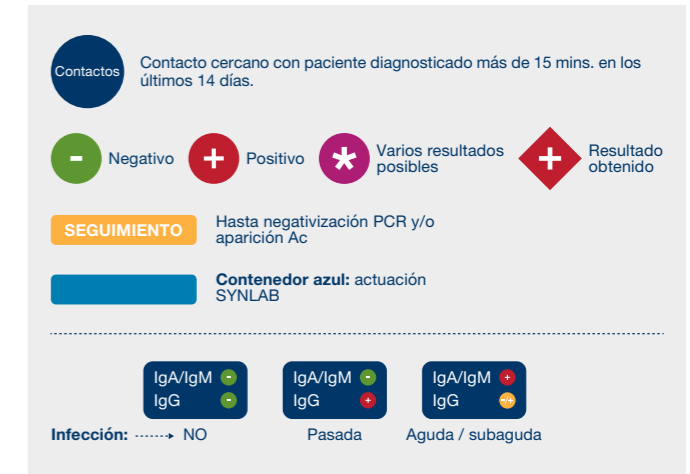 Contactos
Contacto cercano con paciente diagnosticado más de 15 mins. en los
últimos 14 días.
- Negativo
+ Positivo
* Varios resultados
posibles
+ Resultado
obtenido
SEGUIMIENTO
Hasta negativización PCR y/o
aparición Ac
Contenedor azul: actuación
SYNLAB
IgA/IgM -
IgG -
IgA/IgM -
IgG +
IgA/IgM +
IgG -/+
Infección: NO
Pasada
Aguda / subaguda